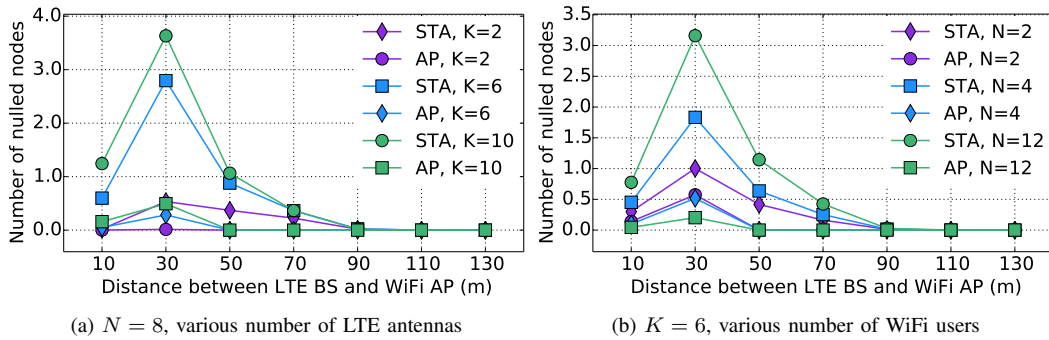 4.0
3.0
2.0
1.0
0.0
Number of nulled nodes
STA, K=2
AP, K=2
STA, K=6
AP, K=6
STA, K=10
AP, K=10
10 30 50 70 90 110 130
Distance between LTE BS and WiFi AP (m)
(a) N = 8, various number of LTE antennas
3.5
3.0
2.5
2.0
1.5
1.0
0.5
0.0
Number of nulled nodes
STA, N=2
AP, N=2
STA, N=4
AP, N=4
STA, N=12
AP, N=12
10 30 50 70 90 110 130
Distance between LTE BS and WiFi AP (m)
(b) K = 6, various number of WiFi users